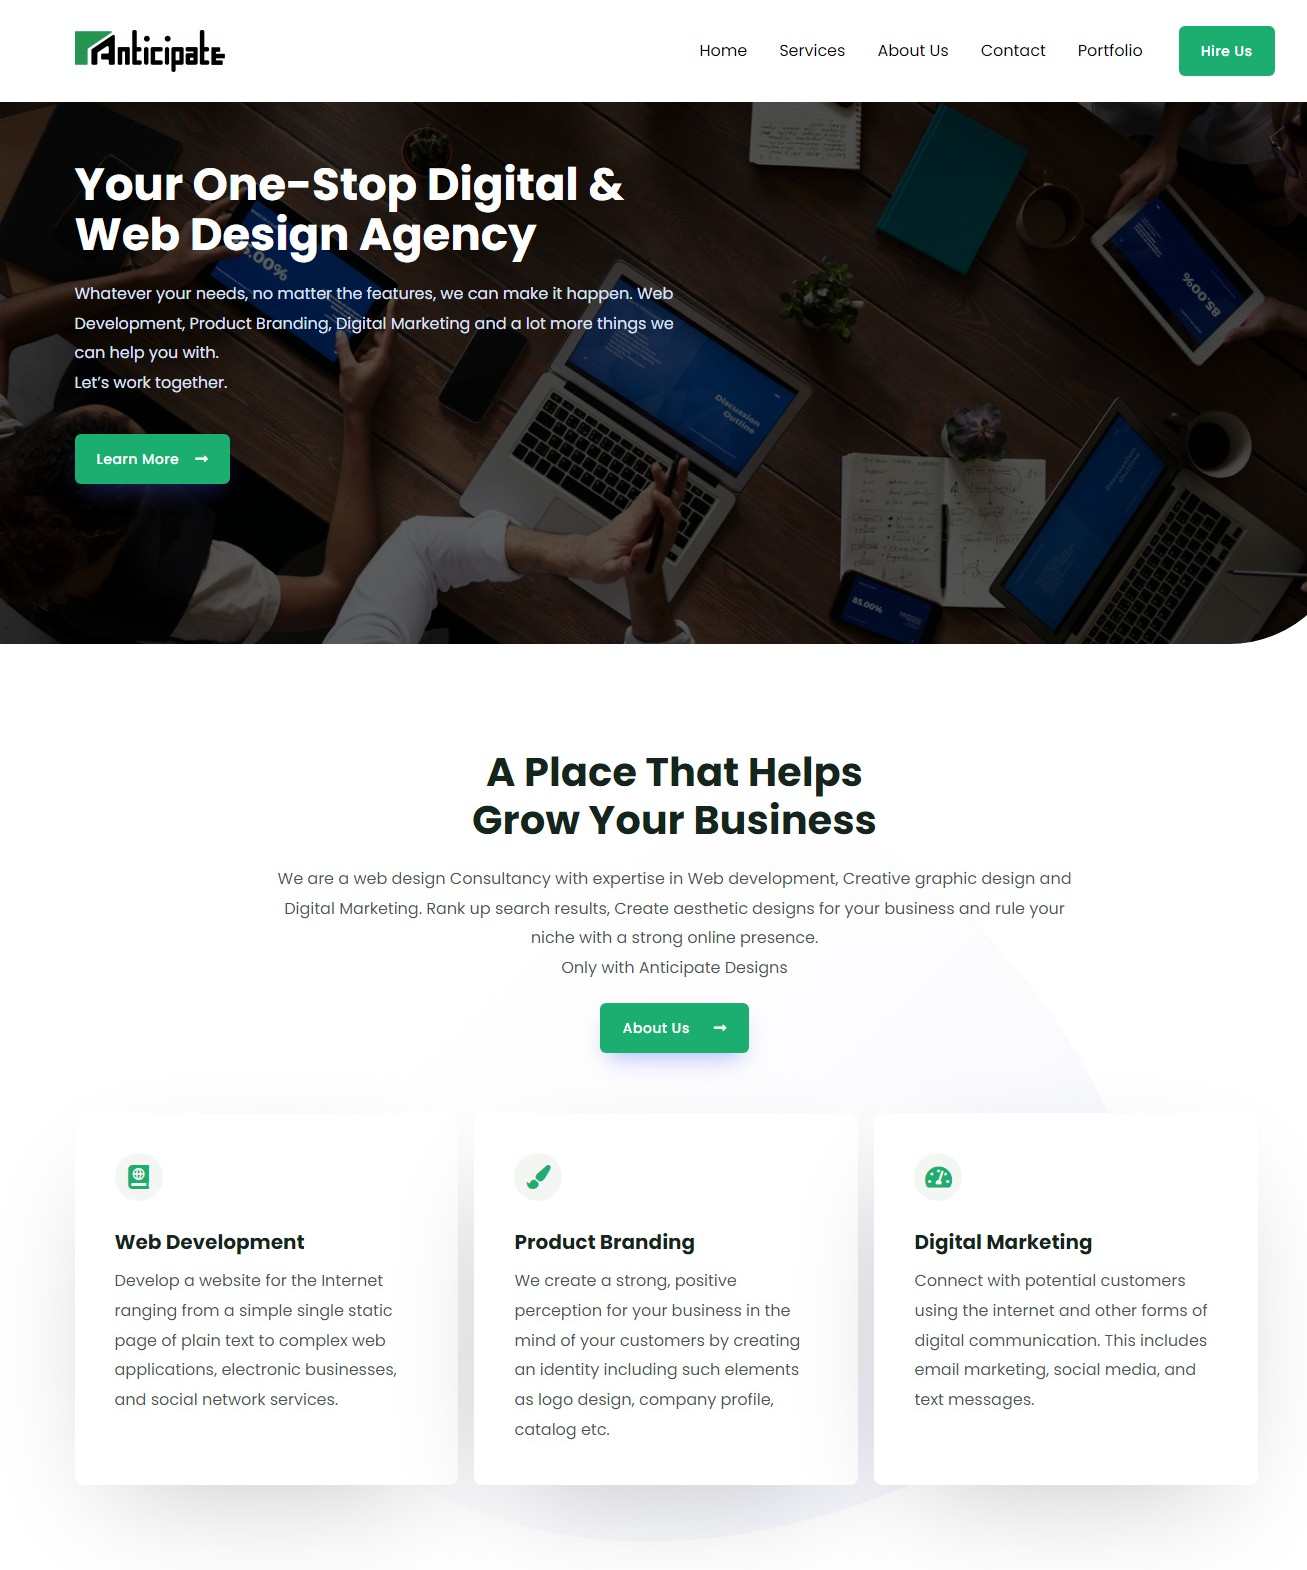 Anticipate
Home Services About Us Contact Portfolio Hire Us
Your One-Stop Digital &
Web Design Agency
Whatever your needs, no matter the features, we can make it happen. Web
Development, Product Branding, Digital Marketing and a lot more things we
can help you with.
Let's work together.
Learn More
85.00%
Discussion
Outline
85.00%
A Place That Helps
Grow Your Business
We are a web design Consultancy with expertise in Web development, Creative graphic design and
Digital Marketing. Rank up search results, Create aesthetic designs for your business and rule your
niche with a strong online presence.
Only with Anticipate Designs
About Us
Web Development
Develop a website for the Internet
ranging from a simple single static
page of plain text to complex web
applications, electronic businesses,
and social network services.
Product Branding
We create a strong, positive
perception for your business in the
mind of your customers by creating
an identity including such elements
as logo design, company profile,
catalog etc.
Digital Marketing
Connect with potential customers
using the internet and other forms of
digital communication. This includes
email marketing, social media, and
text messages.